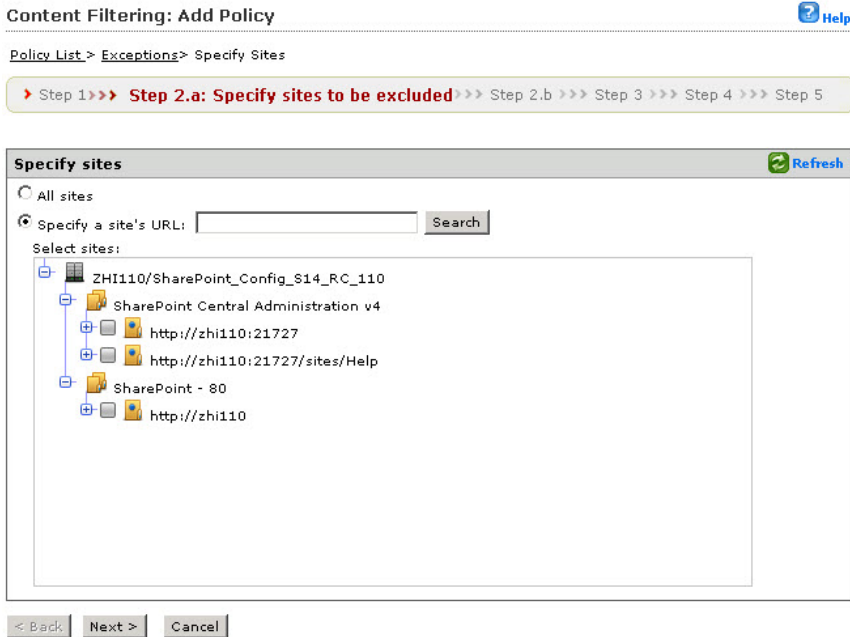 Content Filtering: Add Policy
Help
Policy List > Exceptions> Specify Sites
Step 1>>> Step 2.a: Specify sites to be excluded>>> Step 2.b >>> Step 3 >>> Step 4 >>> Step 5
Specify sites
Refresh
All sites
Specify a site's URL: Search
Select sites:
ZHI110/SharePoint_Config_S14_RC_110
SharePoint Central Administration v4
http://zhi110:21727
http://zhi110:21727/sites/Help
SharePoint - 80
http://zhi110
< Back Next > Cancel